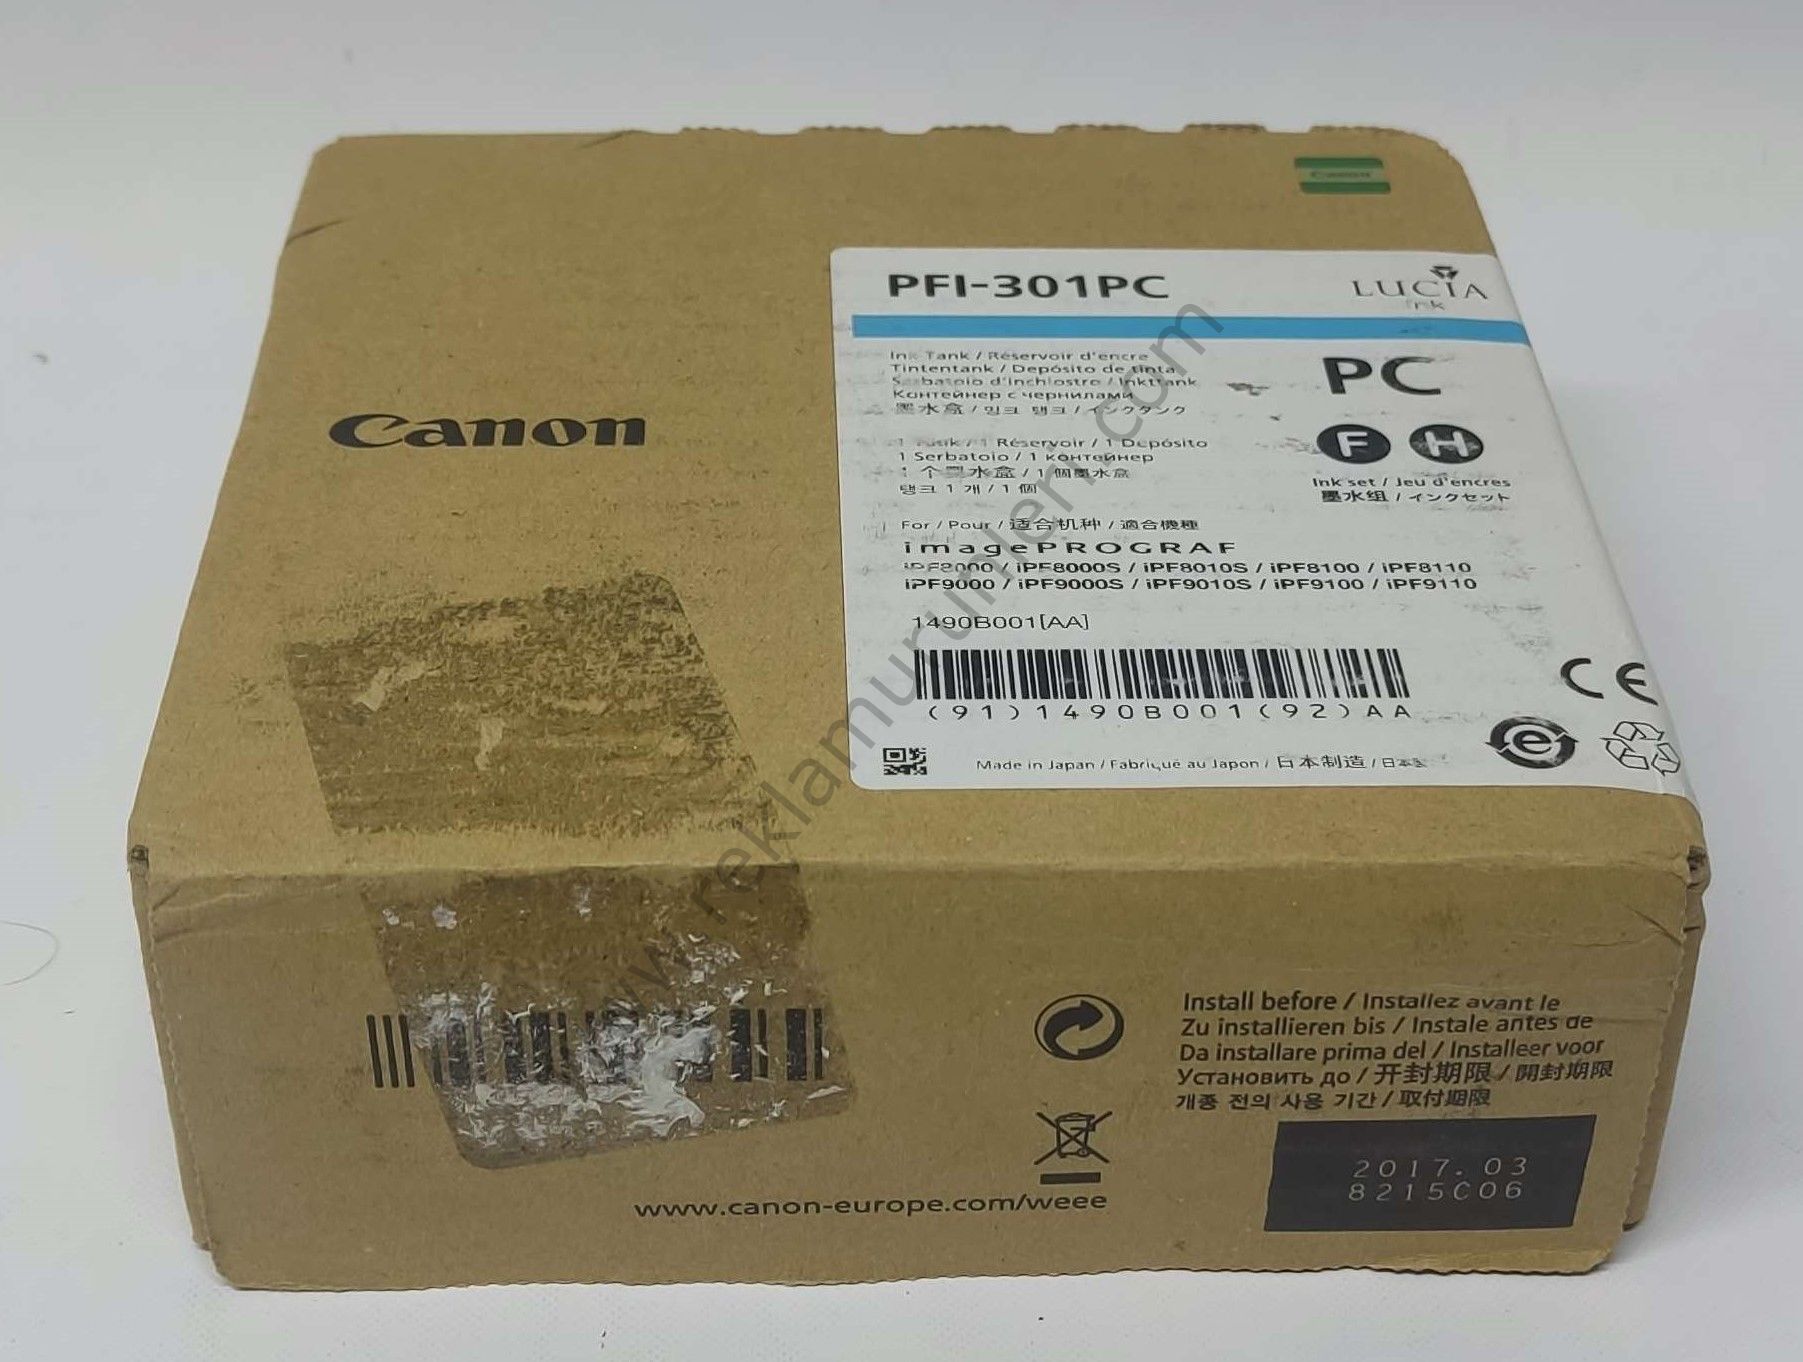 Canon
PFI-301PC
LUCIA
Ink
Ink Tank / Réservoir d'encre
Tintentank / Depósito de tinta
Serbatoio d'inchiostro / Inkttank
Контейнер с чернилами
墨水盒 / 잉크 탱크 / インクタンク
PC
F H
Ink set / Jeu d'encres
墨水组 / インクセット
1 Tank / 1 Réservoir / 1 Depósito
1 Serbatoio / 1 контейнер
1 个墨水盒 / 1 個墨水盒
탱크 1 개 / 1 個
For / Pour / 适合机种 / 適合機種
imagePROGRAF
iPF8000 / iPF8000S / iPF8010S / iPF8100 / iPF8110
iPF9000 / iPF9000S / iPF9010S / iPF9100 / iPF9110
1490B001[AA]
(91)1490B001(92)AA
Made in Japan / Fabriqué au Japon / 日本制造 / 日本製
CE
e
Canon
www.reklamurunleri.com
Install before / Installez avant le
Zu installieren bis / Instale antes de
Da installare prima del / Installeer voor
Установить до / 开封期限 / 開封期限
개종 전의 사용 기간 / 取付期限
2017.03
8215C06
www.canon-europe.com/weee